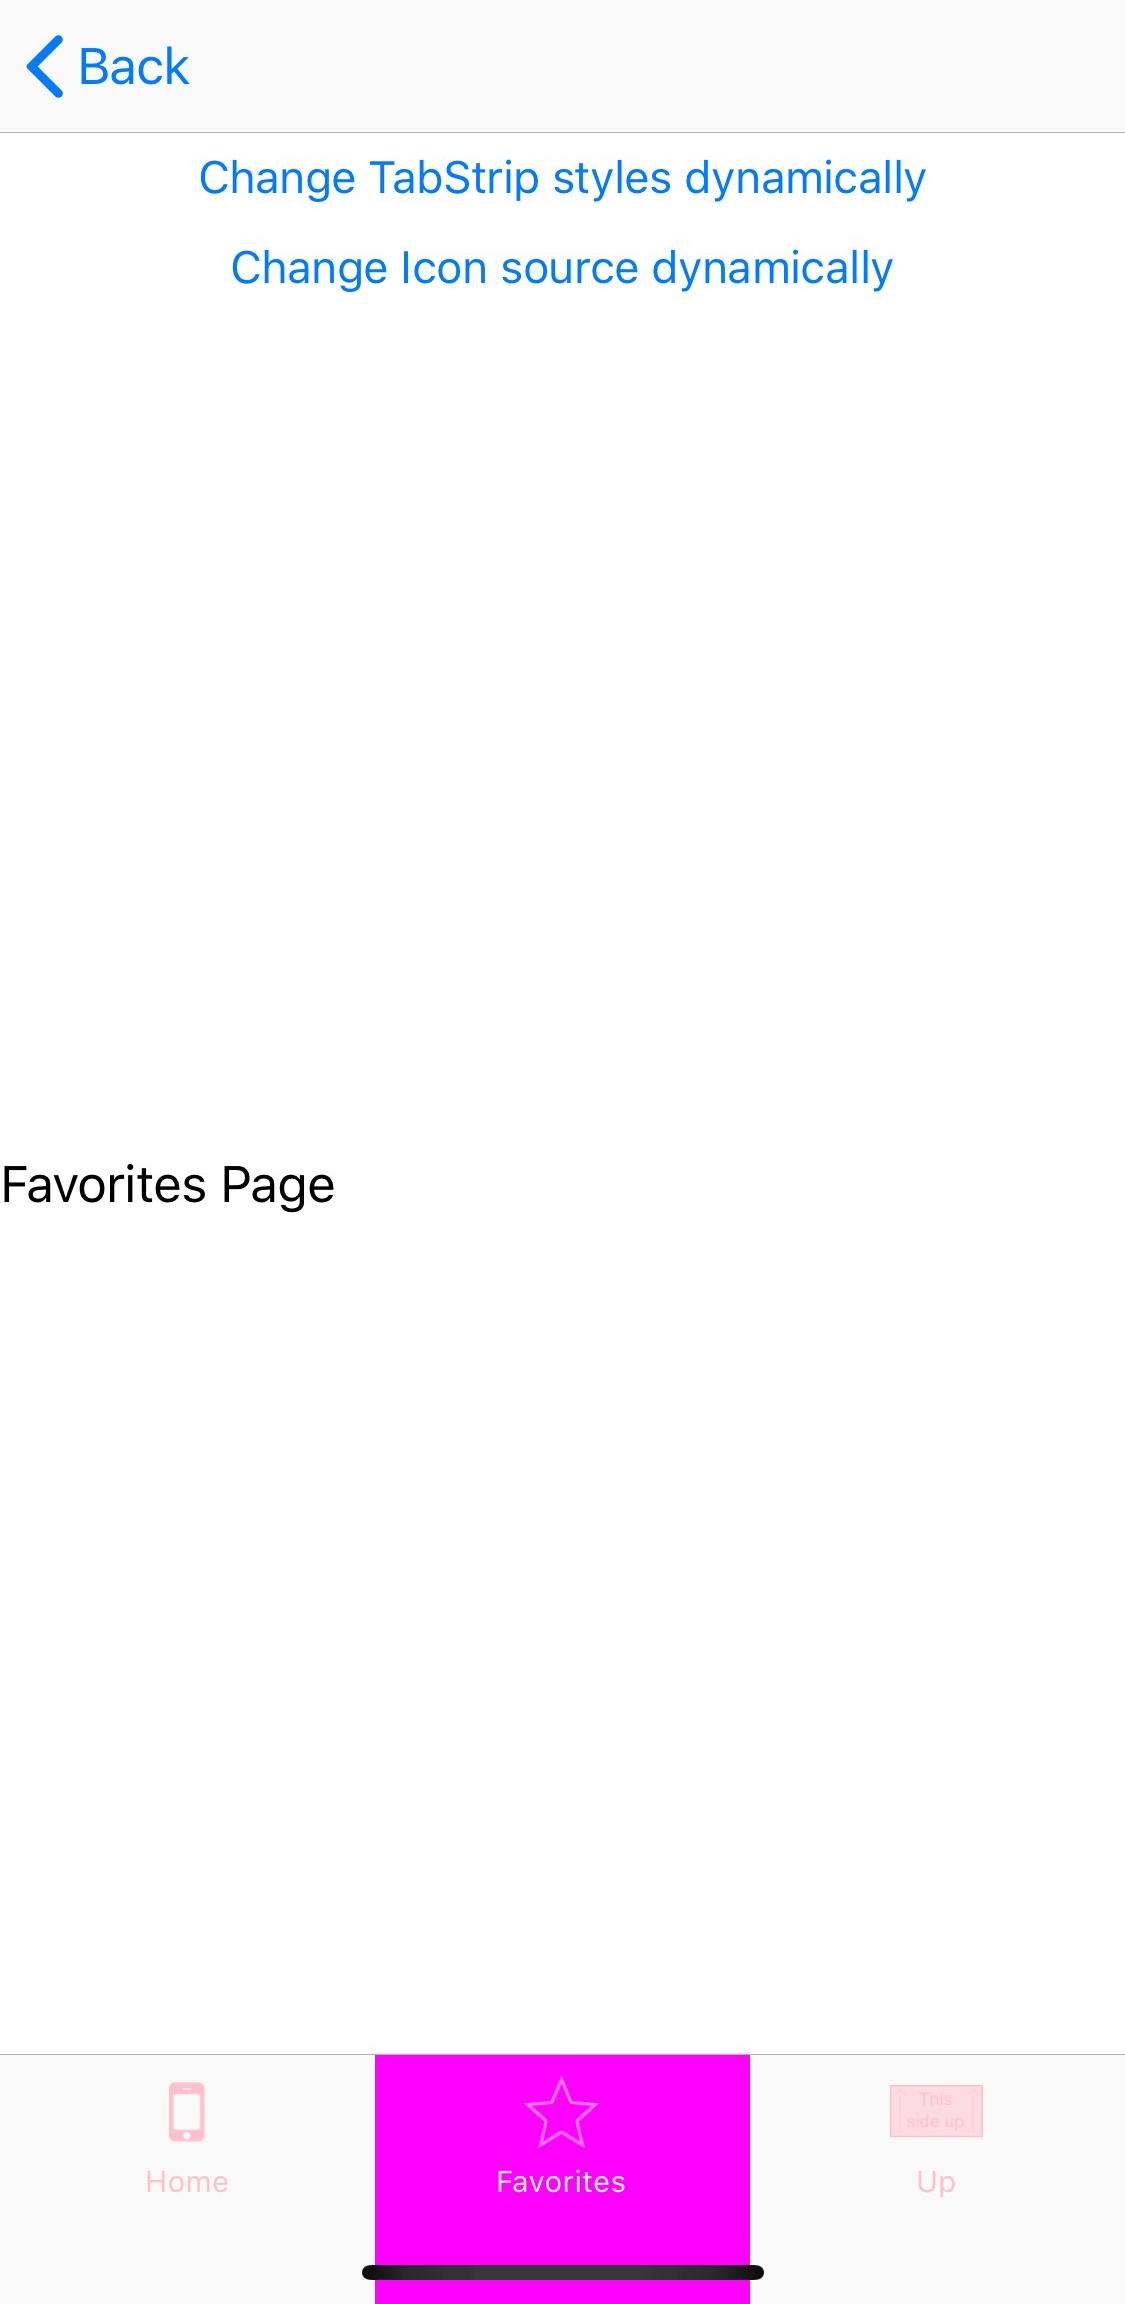 Back
Change TabStrip styles dynamically
Change Icon source dynamically
Favorites Page
This
side up
Home
Favorites
Up